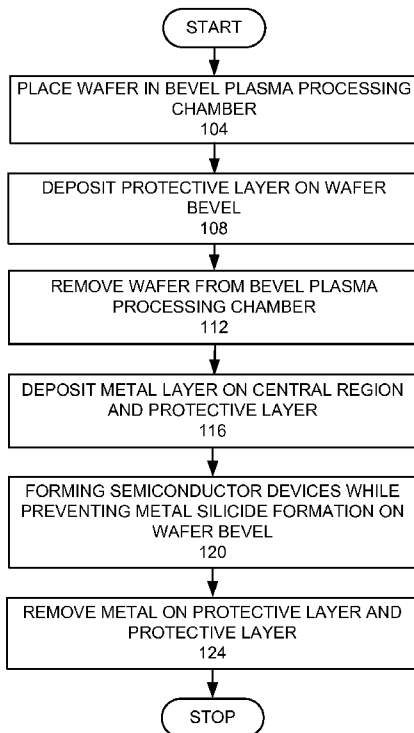 START
PLACE WAFER IN BEVEL PLASMA PROCESSING
CHAMBER
104
DEPOSIT PROTECTIVE LAYER ON WAFER
BEVEL
108
REMOVE WAFER FROM BEVEL PLASMA
PROCESSING CHAMBER
112
DEPOSIT METAL LAYER ON CENTRAL REGION
AND PROTECTIVE LAYER
116
FORMING SEMICONDUCTOR DEVICES WHILE
PREVENTING METAL SILICIDE FORMATION ON
WAFER BEVEL
120
REMOVE METAL ON PROTECTIVE LAYER AND
PROTECTIVE LAYER
124
STOP